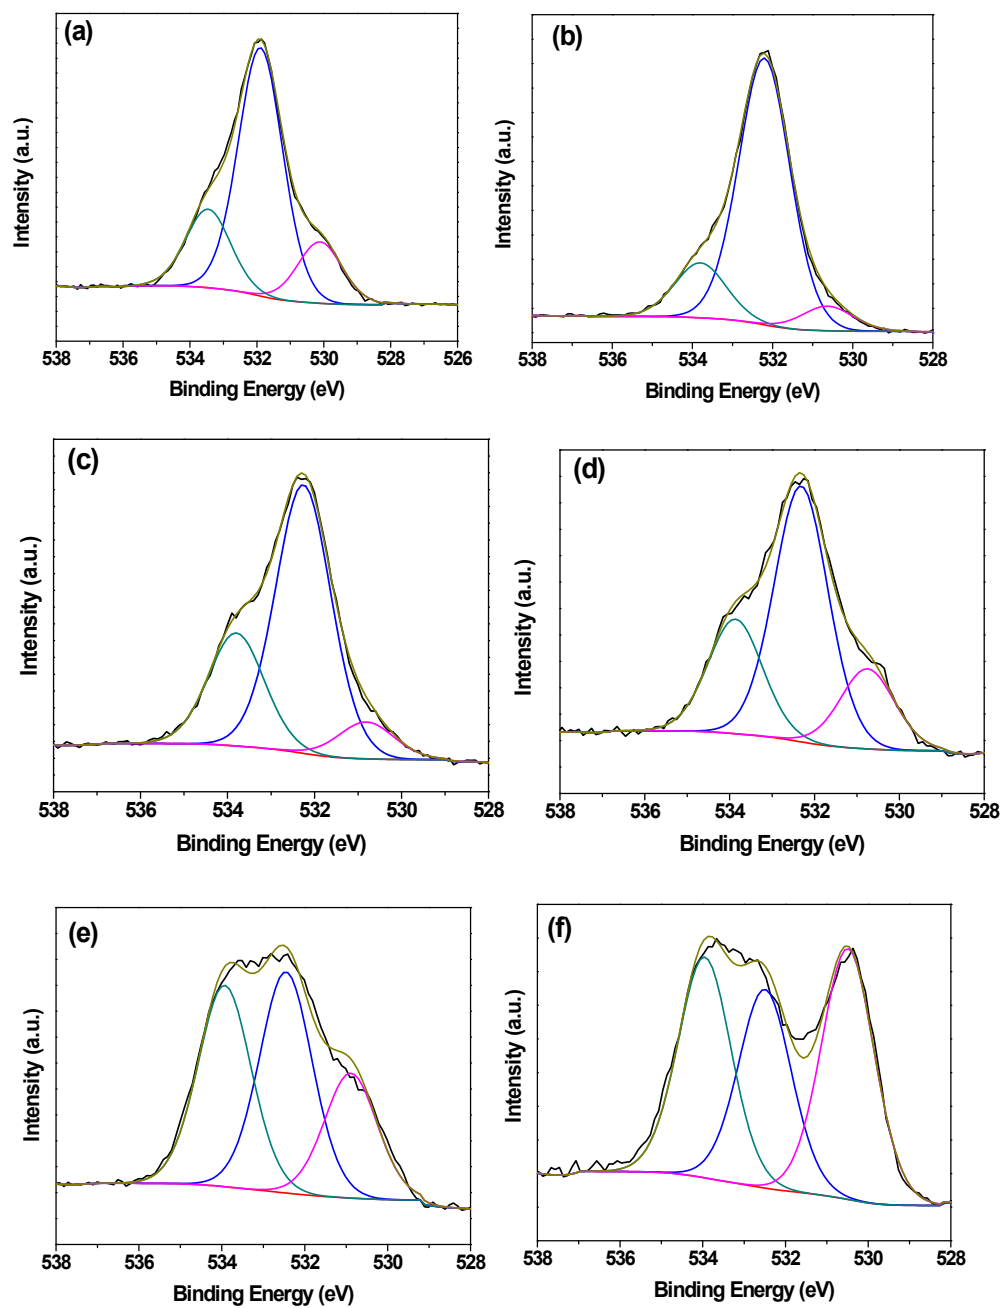 (a)
Intensity (a.u.)
538 536 534 532 530 528 526
Binding Energy (eV)
(b)
Intensity (a.u.)
538 536 534 532 530 528
Binding Energy (eV)
(c)
Intensity (a.u.)
538 536 534 532 530 528
Binding Energy (eV)
(d)
Intensity (a.u.)
538 536 534 532 530 528
Binding Energy (eV)
(e)
Intensity (a.u.)
538 536 534 532 530 528
Binding Energy (eV)
(f)
Intensity (a.u.)
538 536 534 532 530 528
Binding Energy (eV)